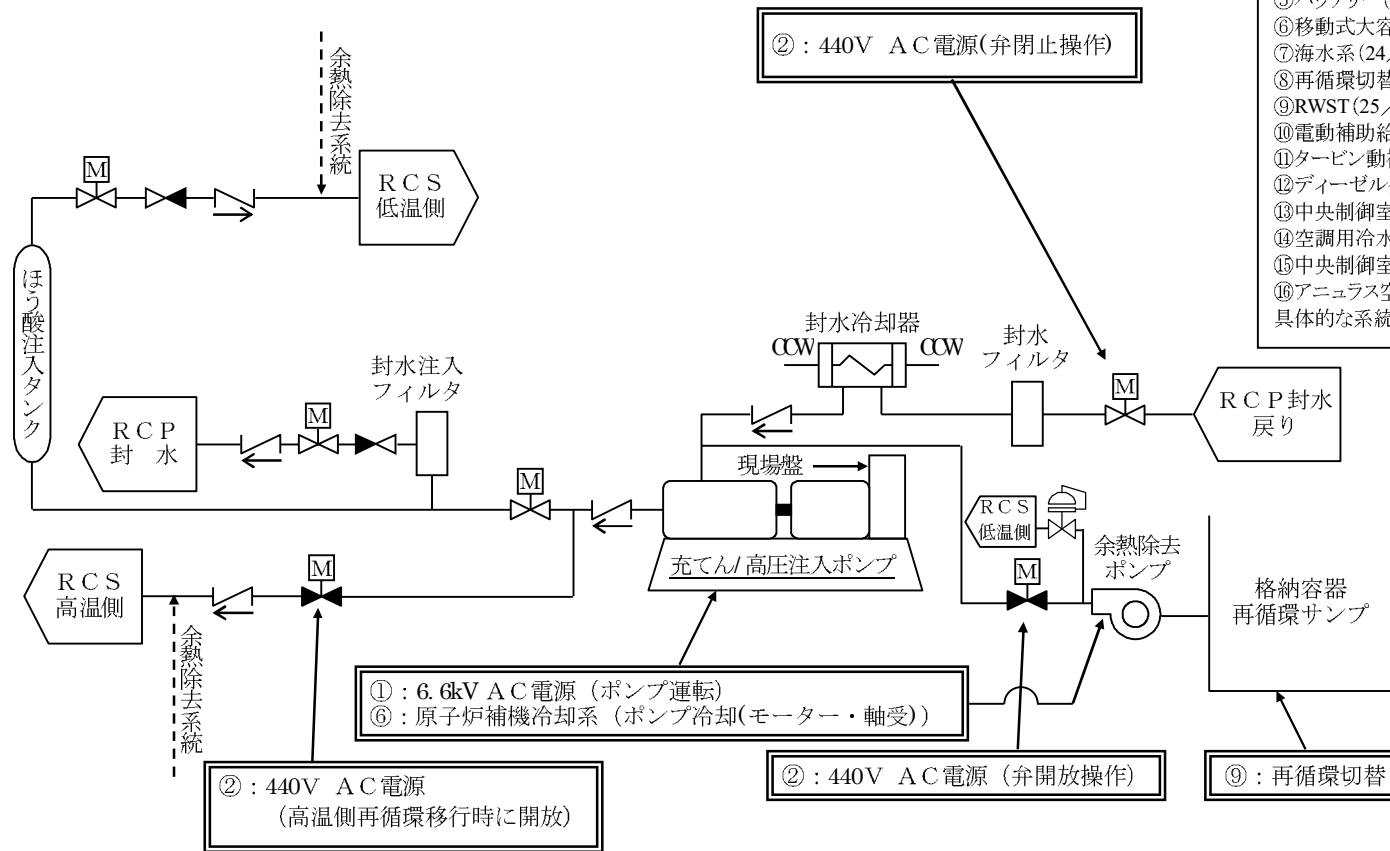 ②：440V ＡＣ電源(弁閉止操作)
⑥移動式大容
⑦海水系(24／
⑧再循環切替
⑨RWST(25／
⑩電動補助給
⑪タービン動
⑫ディーゼル
⑬中央制御室
⑭空調用冷水
⑮中央制御室
⑯アニュラス空
具体的な系統
余熱除去系統
M
ＲＣＳ
低温側
ほう酸注入タンク
封水冷却器
CCW
CCW
封水
フィルタ
M
ＲＣＰ封水
戻り
封水注入
フィルタ
M
ＲＣＰ
封　水
現場盤
M
充てん/高圧注入ポンプ
ＲＣＳ
低温側
余熱除去
ポンプ
M
格納容器
再循環サンプ
ＲＣＳ
高温側
M
余熱除去系統
①：6.6kV ＡＣ電源（ポンプ運転）
⑥：原子炉補機冷却系（ポンプ冷却(モーター・軸受)）
②：440V ＡＣ電源
（高温側再循環移行時に開放）
②：440V ＡＣ電源（弁開放操作）
⑨：再循環切替